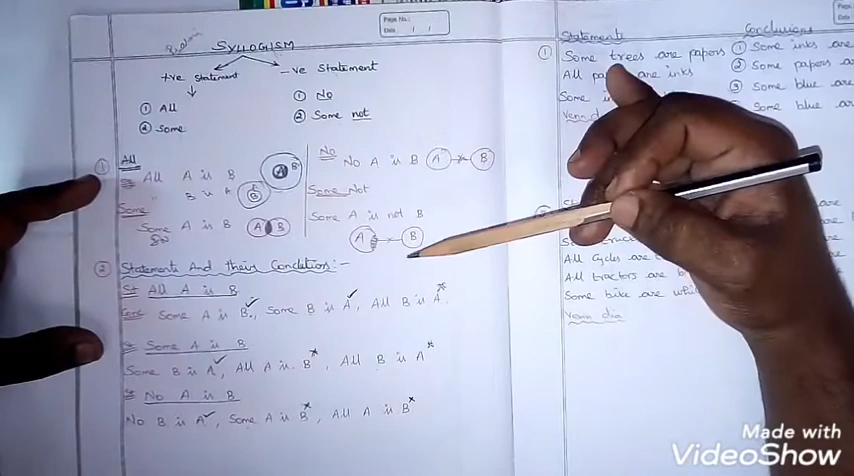 Page No.:
Date / /
SYLLOGISM
+ve statement
-ve Statement
① All
② Some
① No
② Some not
① All
All A is B
A B
B is A
B
Some
Some A is B
A B
No
No A is B A B
Some Not
Some A is not B
A B
② Statements And Their Conclutions:-
St All A is B
Some A is B ✓, Some B is A ✓, All B is A *.
St Some A is B
Some B is A ✓, All A is B *, All B is A *
St No A is B
No B is A ✓, Some A is B *, All A is B *
Date
Statements
Conclusions
① Some trees are papers
All are inks
Some
Venn
① Some inks are
② Some papers
③ Some blue are
Some blue
All Cycles are
All tractors are
Some bike are
Venn dia
Made with
VideoShow